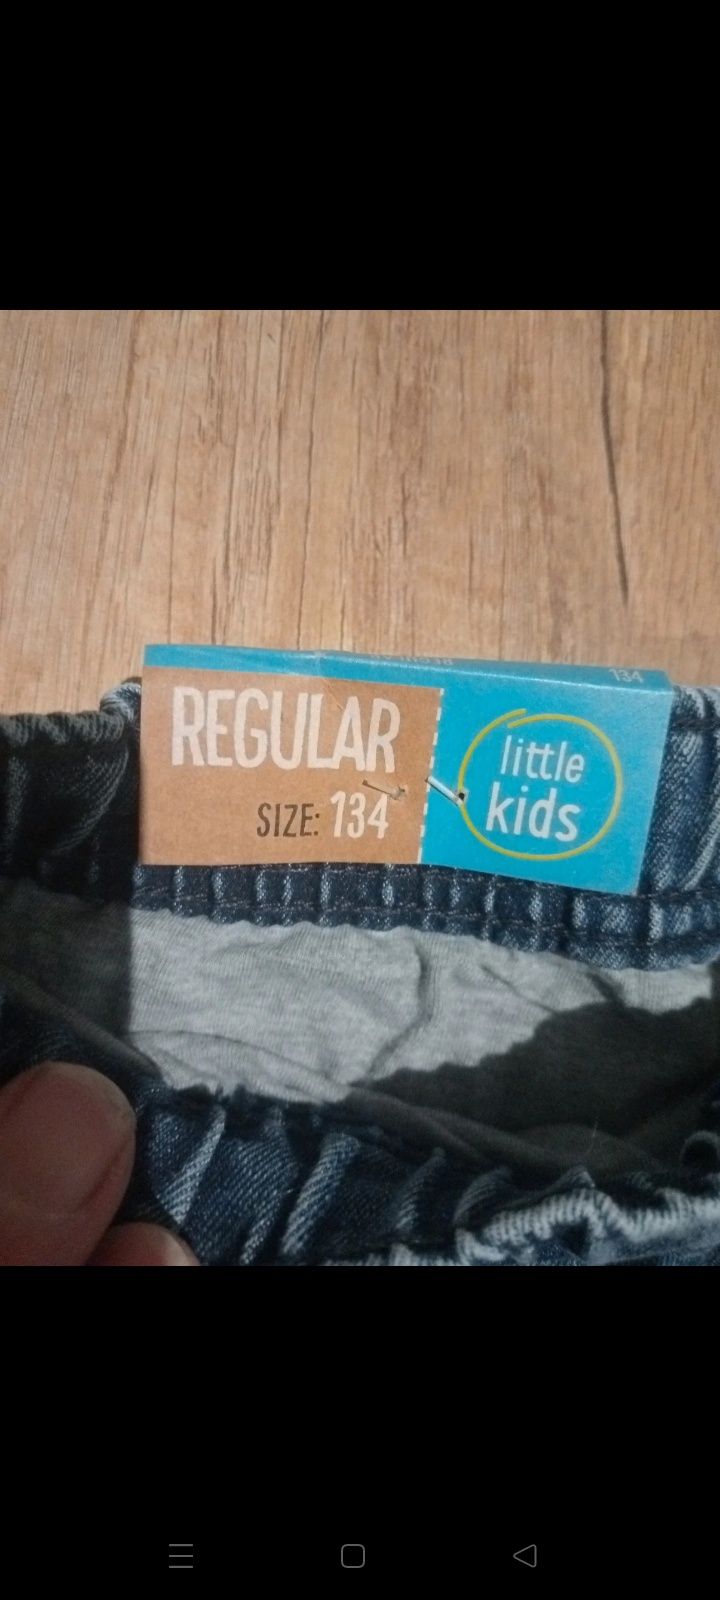 134
REGULAR
SIZE: 134
little
kids